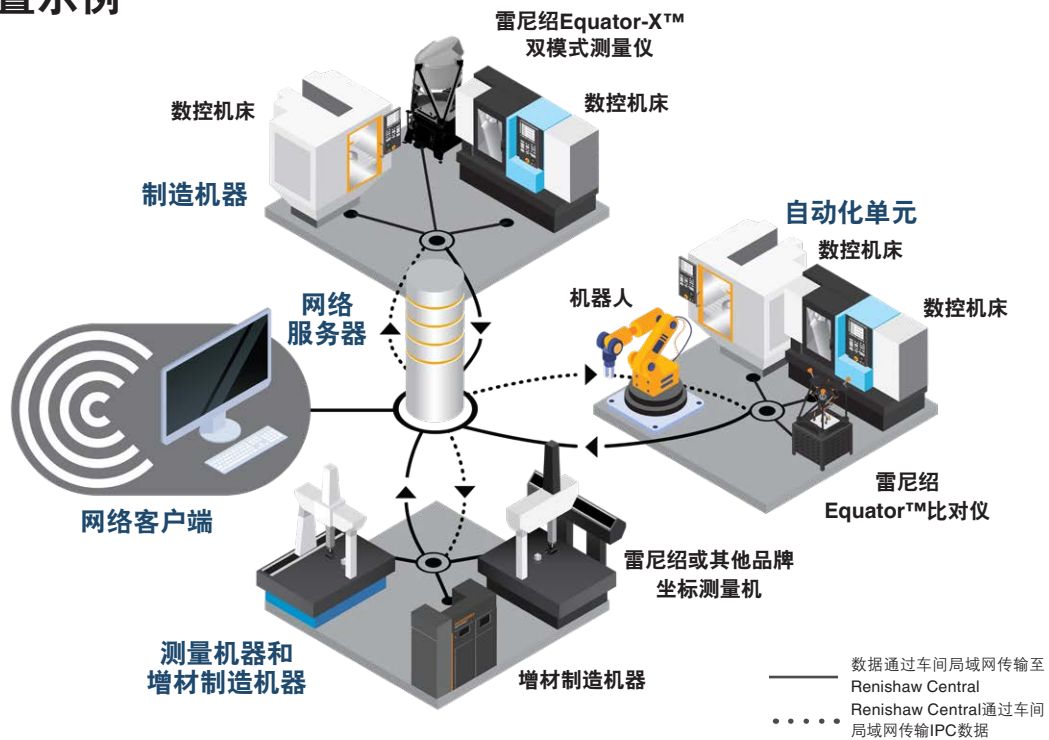 置示例
雷尼绍Equator-X™
双模式测量仪
数控机床
数控机床
制造机器
自动化单元
数控机床
机器人
数控机床
网络
服务器
网络客户端
雷尼绍
Equator™比对仪
雷尼绍或其他品牌
坐标测量机
测量机器和
增材制造机器
增材制造机器
数据通过车间局域网传输至
Renishaw Central
Renishaw Central通过车间
局域网传输IPC数据